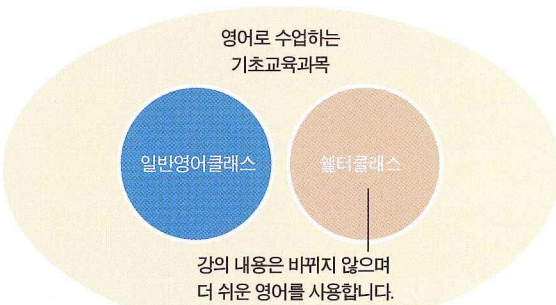 영어로 수업하는
기초교육과목
일반영어클래스
쉘터클래스
강의 내용은 바뀌지 않으며
더 쉬운 영어를 사용합니다.